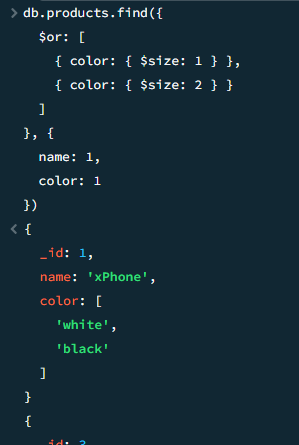 > db.products.find({
$or: [
{ color: { $size: 1 } },
{ color: { $size: 2 } }
]
}, {
name: 1,
color: 1
})
< {
_id: 1,
name: 'xPhone',
color: [
'white',
'black'
]
}
{